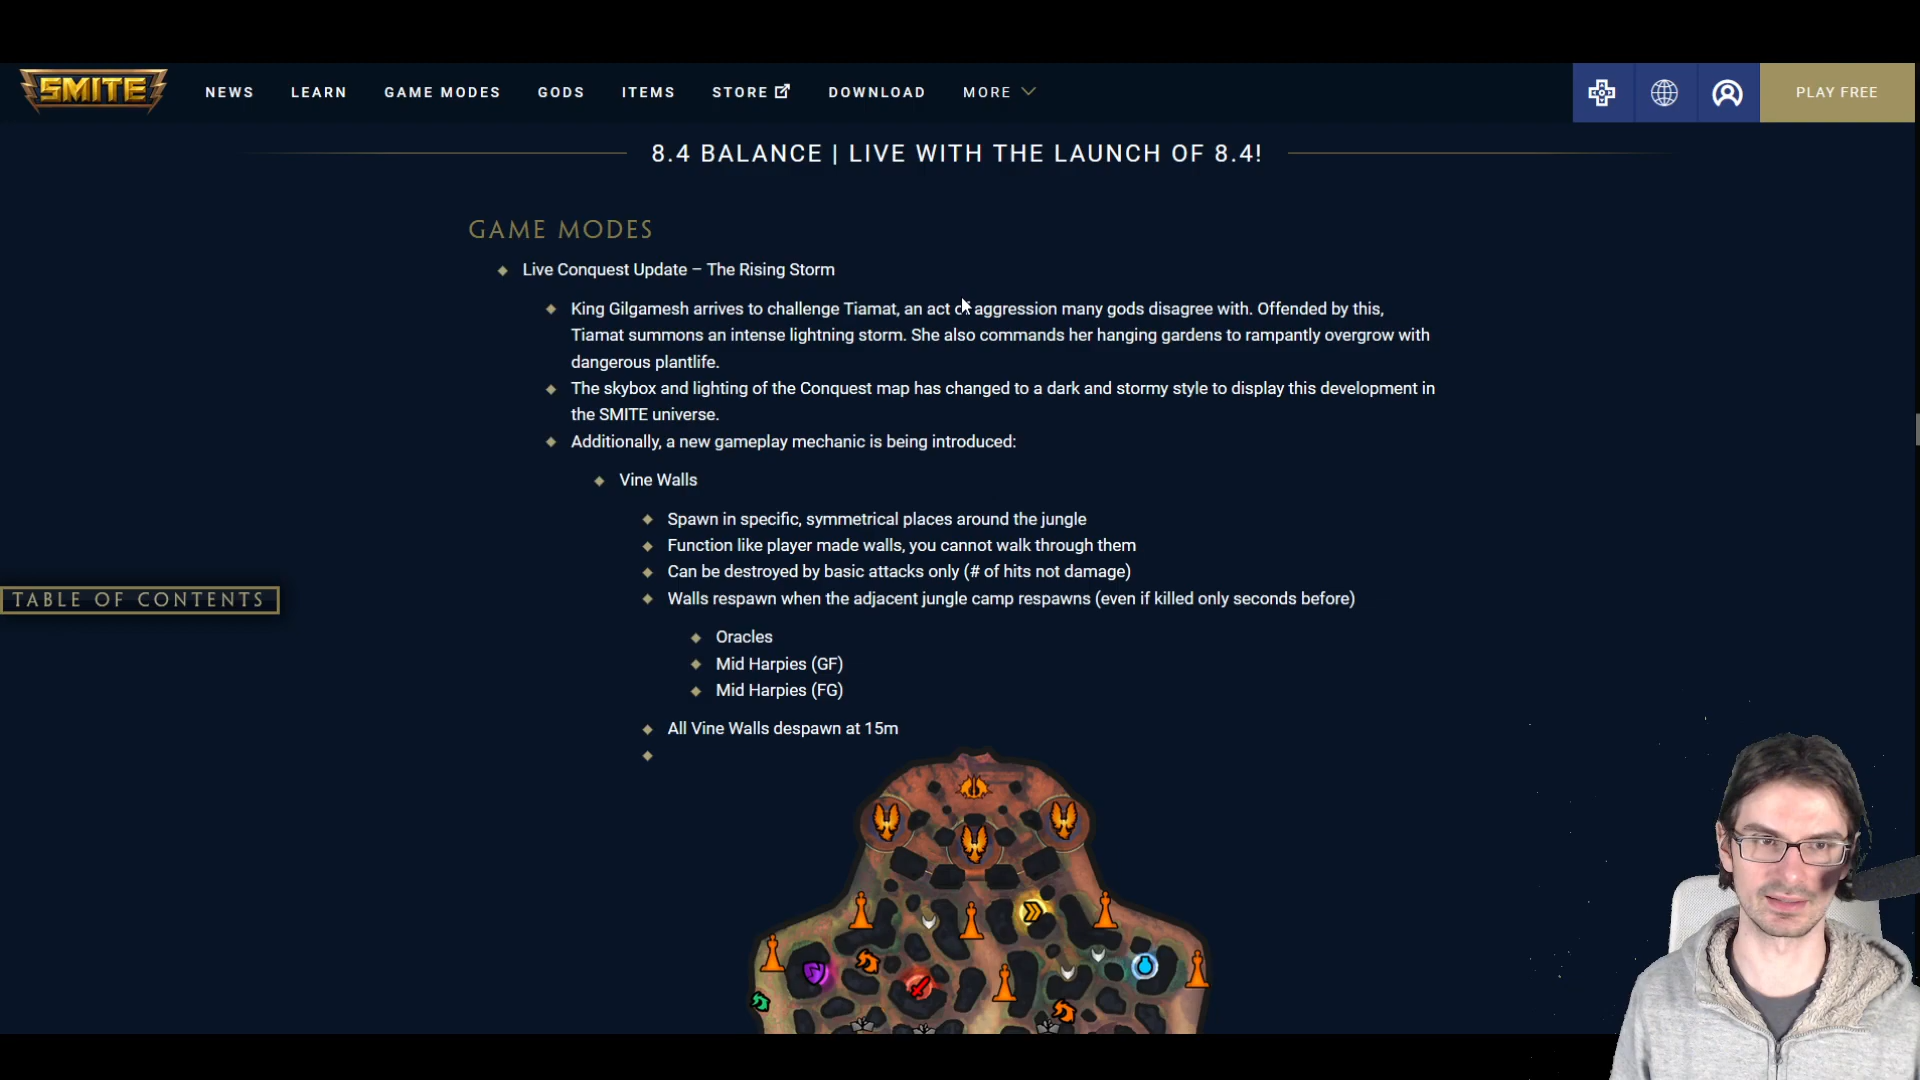 SMITE
NEWS LEARN GAME MODES GODS ITEMS STORE DOWNLOAD MORE PLAY FREE
8.4 BALANCE | LIVE WITH THE LAUNCH OF 8.4!
GAME MODES
Live Conquest Update – The Rising Storm
King Gilgamesh arrives to challenge Tiamat, an act of aggression many gods disagree with. Offended by this,
Tiamat summons an intense lightning storm. She also commands her hanging gardens to rampantly overgrow with
dangerous plantlife.
The skybox and lighting of the Conquest map has changed to a dark and stormy style to display this development in
the SMITE universe.
Additionally, a new gameplay mechanic is being introduced:
Vine Walls
Spawn in specific, symmetrical places around the jungle
Function like player made walls, you cannot walk through them
Can be destroyed by basic attacks only (# of hits not damage)
Walls respawn when the adjacent jungle camp respawns (even if killed only seconds before)
TABLE OF CONTENTS
Oracles
Mid Harpies (GF)
Mid Harpies (FG)
All Vine Walls despawn at 15m